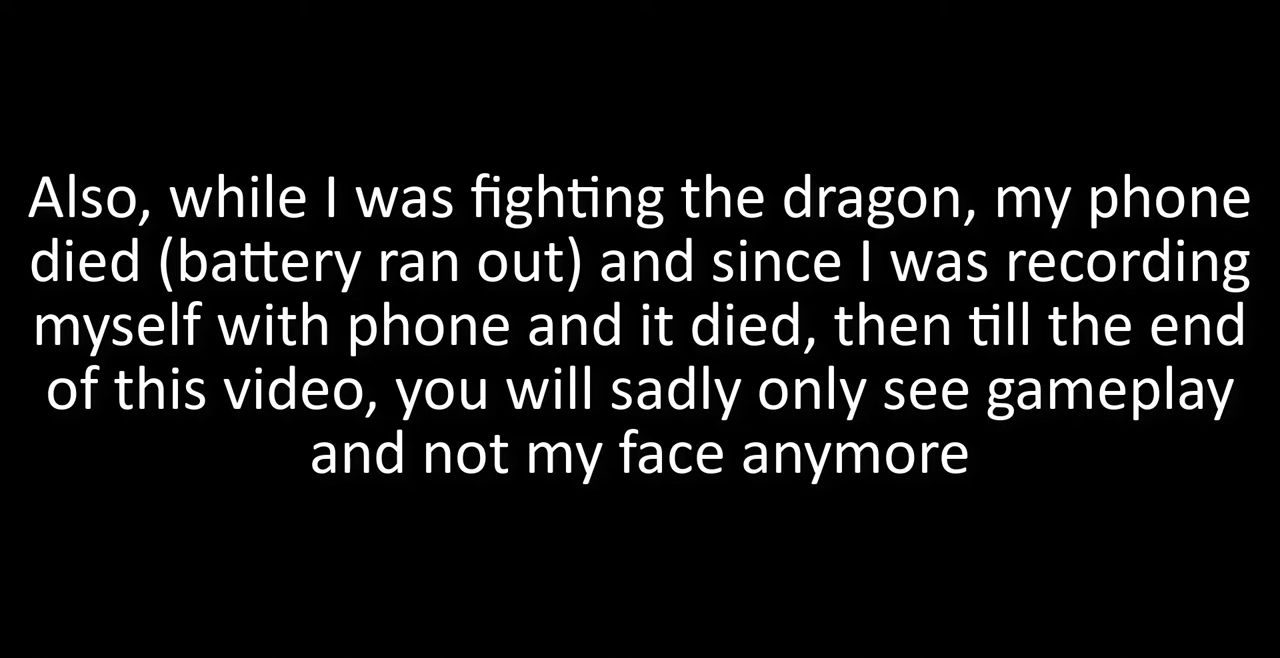 Also, while I was fighting the dragon, my phone
died (battery ran out) and since I was recording
myself with phone and it died, then till the end
of this video, you will sadly only see gameplay
and not my face anymore